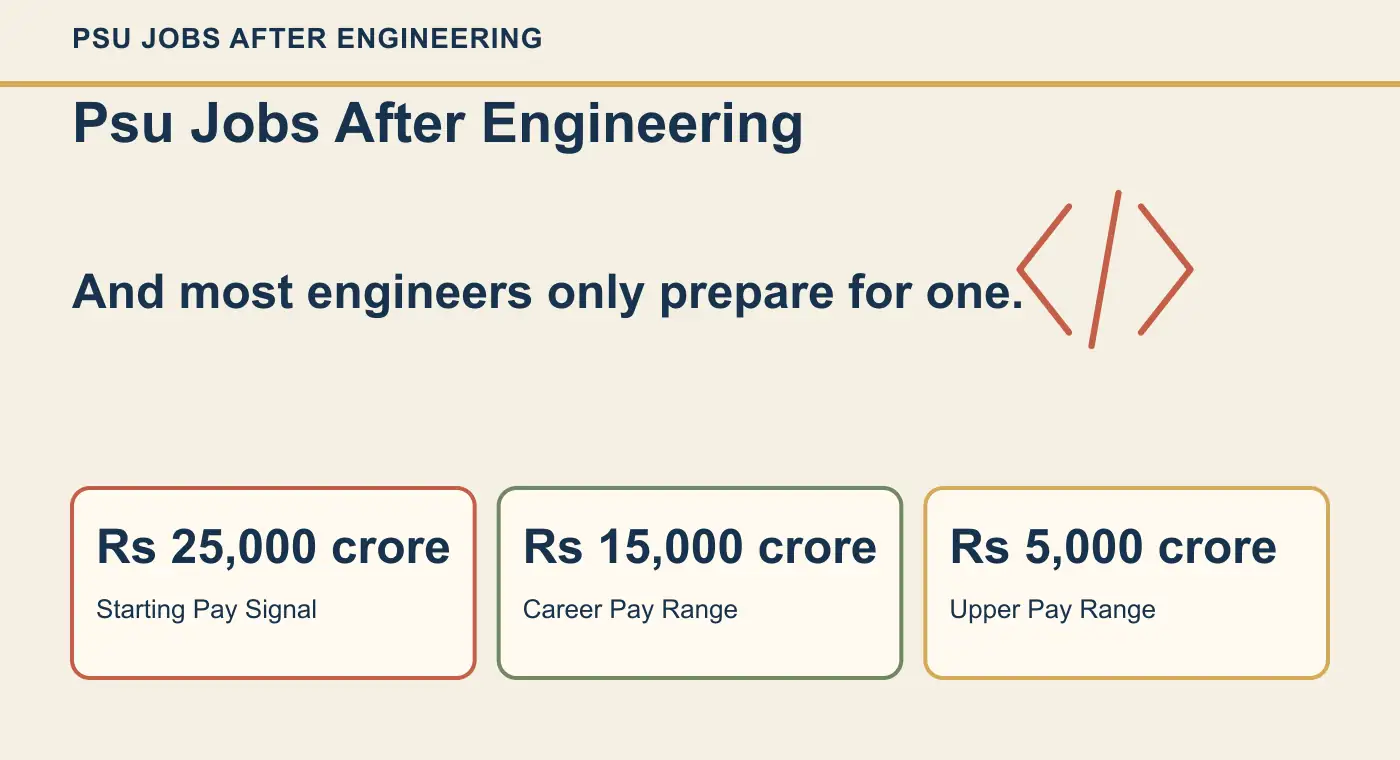 PSU JOBS AFTER ENGINEERING
Psu Jobs After Engineering
And most engineers only prepare for one.
Rs 25,000 crore
Starting Pay Signal
Rs 15,000 crore
Career Pay Range
Rs 5,000 crore
Upper Pay Range